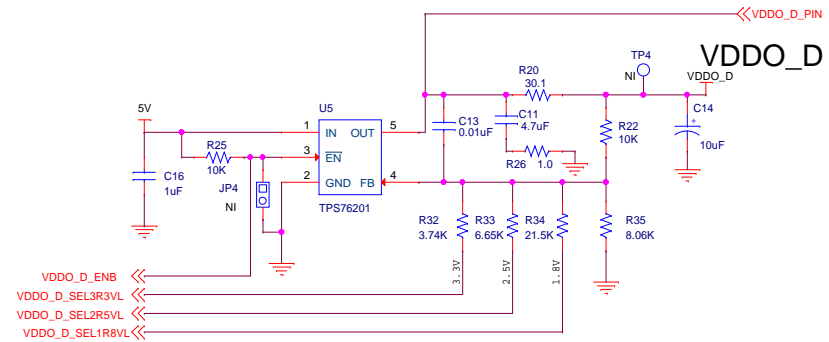 VDDO_D_PIN
TP4
VDDO_D
R20
30.1
NI
VDDO_D
5V
U5
C13
0.01uF
C11
4.7uF
C14
+
10uF
R22
10K
1
IN
OUT
5
R25
10K
3
EN
C16
1uF
JP4
NI
2
GND
FB
4
R26
1.0
TPS76201
R32
3.74K
R33
6.65K
R34
21.5K
R35
8.06K
3.3V
2.5V
1.8V
VDDO_D_ENB
VDDO_D_SEL3R3VL
VDDO_D_SEL2R5VL
VDDO_D_SEL1R8VL